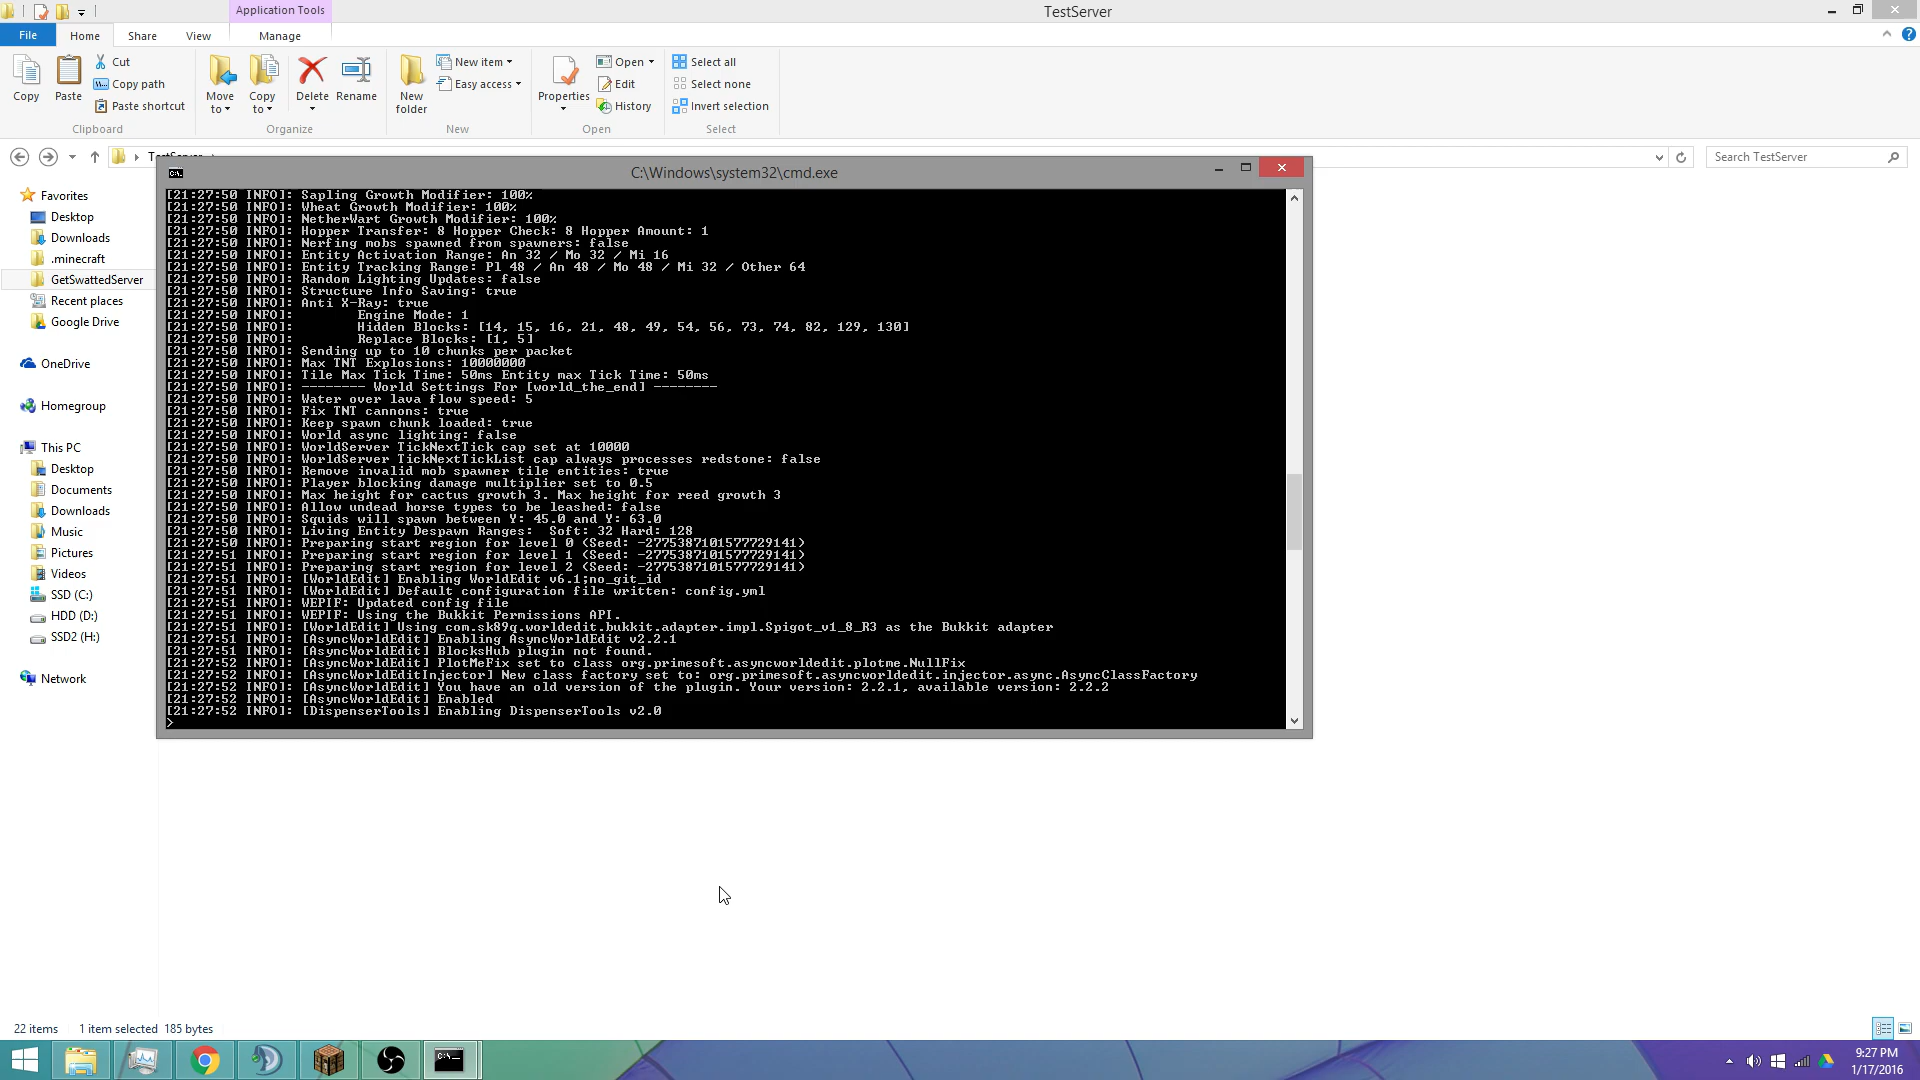 Application Tools
TestServer
File
Home
Share
View
Manage
Copy
Paste
Cut
Copy path
Paste shortcut
Clipboard
Move to
Copy to
Delete
Rename
Organize
New folder
New item
Easy access
New
Properties
Open
Edit
History
Open
Select all
Select none
Invert selection
Select
Search TestServer
Favorites
Desktop
Downloads
.minecraft
GetSwattedServer
Recent places
Google Drive
OneDrive
Homegroup
This PC
Desktop
Documents
Downloads
Music
Pictures
Videos
SSD (C:)
HDD (D:)
SSD2 (H:)
Network
C:\Windows\system32\cmd.exe
[21:27:50 INFO]: Sapling Growth Modifier: 100%
[21:27:50 INFO]: Wheat Growth Modifier: 100%
[21:27:50 INFO]: NetherWart Growth Modifier: 100%
[21:27:50 INFO]: Hopper Transfer: 8 Hopper Check: 8 Hopper Amount: 1
[21:27:50 INFO]: Nerfing mobs spawned from spawners: false
[21:27:50 INFO]: Entity Activation Range: An 32 / Mo 32 / Mi 16
[21:27:50 INFO]: Entity Tracking Range: Pl 48 / An 48 / Mo 48 / Mi 32 / Other 64
[21:27:50 INFO]: Random Lighting Updates: false
[21:27:50 INFO]: Structure Info Saving: true
[21:27:50 INFO]: Anti X-Ray: true
[21:27:50 INFO]: Engine Mode: 1
[21:27:50 INFO]: Hidden Blocks: [14, 15, 16, 21, 48, 49, 54, 56, 73, 74, 82, 129, 130]
[21:27:50 INFO]: Replace Blocks: [1, 5]
[21:27:50 INFO]: Sending up to 10 chunks per packet
[21:27:50 INFO]: Max TNT Explosions: 10000000
[21:27:50 INFO]: Tile Max Tick Time: 50ms Entity max Tick Time: 50ms
[21:27:50 INFO]: -------- World Settings For [world_the_end] --------
[21:27:50 INFO]: Water over lava flow speed: 5
[21:27:50 INFO]: Fix TNT cannons: true
[21:27:50 INFO]: Keep spawn chunk loaded: true
[21:27:50 INFO]: World async lighting: false
[21:27:50 INFO]: WorldServer TickNextTick cap set at 10000
[21:27:50 INFO]: WorldServer TickNextTickList cap always processes redstone: false
[21:27:50 INFO]: Remove invalid mob spawner tile entities: true
[21:27:50 INFO]: Player blocking damage multiplier set to 0.5
[21:27:50 INFO]: Max height for cactus growth 3. Max height for reed growth 3
[21:27:50 INFO]: Allow undead horse types to be leashed: false
[21:27:50 INFO]: Squids will spawn between Y: 45.0 and Y: 63.0
[21:27:50 INFO]: Living Entity Despawn Ranges:  Soft: 32 Hard: 128
[21:27:50 INFO]: Preparing start region for level 0 (Seed: -2775387101577729141)
[21:27:51 INFO]: Preparing start region for level 1 (Seed: -2775387101577729141)
[21:27:51 INFO]: Preparing start region for level 2 (Seed: -2775387101577729141)
[21:27:51 INFO]: [WorldEdit] Enabling WorldEdit v6.1;no_git_id
[21:27:51 INFO]: [WorldEdit] Default configuration file written: config.yml
[21:27:51 INFO]: WEPIF: Updated config file
[21:27:51 INFO]: WEPIF: Using the Bukkit Permissions API.
[21:27:51 INFO]: [WorldEdit] Using com.sk89q.worldedit.bukkit.adapter.impl.Spigot_v1_8_R3 as the Bukkit adapter
[21:27:51 INFO]: [AsyncWorldEdit] Enabling AsyncWorldEdit v2.2.1
[21:27:51 INFO]: [AsyncWorldEdit] BlocksHub plugin not found.
[21:27:52 INFO]: [AsyncWorldEdit] PlotMeFix set to class org.primesoft.asyncworldedit.plotme.NullFix
[21:27:52 INFO]: [AsyncWorldEditInjector] New class factory set to: org.primesoft.asyncworldedit.injector.async.AsyncClassFactory
[21:27:52 INFO]: [AsyncWorldEdit] You have an old version of the plugin. Your version: 2.2.1, available version: 2.2.2
[21:27:52 INFO]: [AsyncWorldEdit] Enabled
[21:27:52 INFO]: [DispenserTools] Enabling DispenserTools v2.0
>
22 items
1 item selected 185 bytes
9:27 PM
1/17/2016